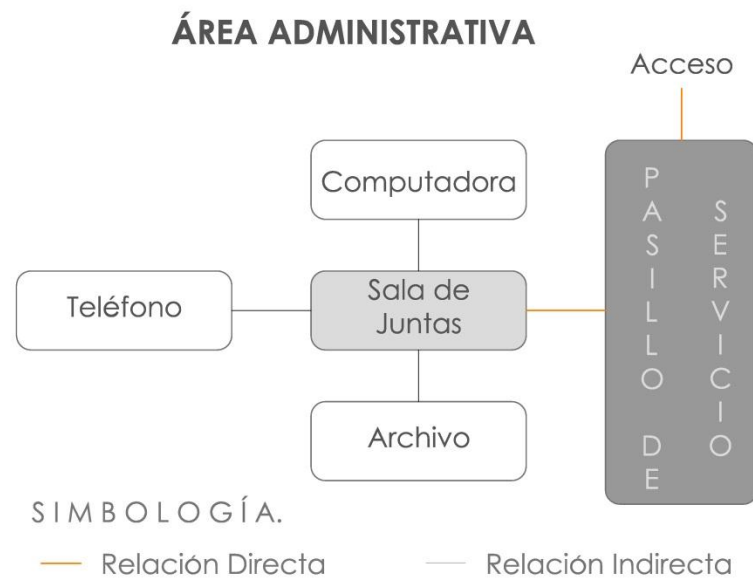 ÁREA ADMINISTRATIVA
Acceso
Computadora
Teléfono
Sala de
Juntas
Archivo
PASILLO DE
SERVICIO
SIMBOLOGÍA.
Relación Directa
Relación Indirecta